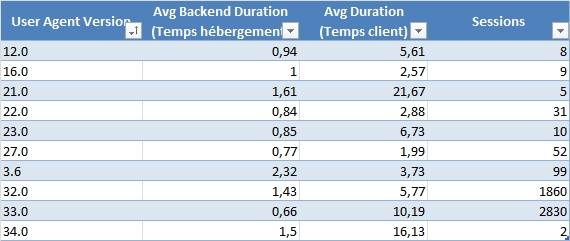 User Agent Version Avg Backend Duration (Temps hébergement Avg Duration (Temps client) Sessions
12.0 0,94 5,61 8
16.0 1 2,57 9
21.0 1,61 21,67 5
22.0 0,84 2,88 31
23.0 0,85 6,73 10
27.0 0,77 1,99 52
3.6 2,32 3,73 99
32.0 1,43 5,77 1860
33.0 0,66 10,19 2830
34.0 1,5 16,13 2